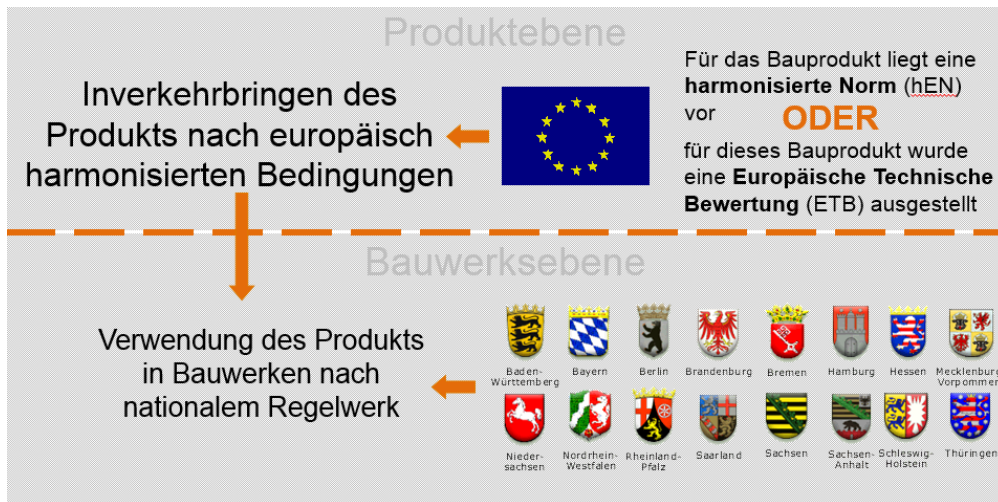 Produktebene
Inverkehrbringen des
Produkts nach europäisch
harmonisierten Bedingungen
Für das Bauprodukt liegt eine
harmonisierte Norm (hEN)
vor ODER
für dieses Bauprodukt wurde
eine Europäische Technische
Bewertung (ETB) ausgestellt
Bauwerksebene
Verwendung des Produkts
in Bauwerken nach
nationalem Regelwerk
Baden-
Württemberg
Bayern
Berlin
Brandenburg
Bremen
Hamburg
Hessen
Mecklenburg
Vorpommer
Nieder-
sachsen
Nordrhein-
Westfalen
Rheinland-
Pfalz
Saarland
Sachsen
Sachsen-
Anhalt
Schleswig-
Holstein
Thüringen